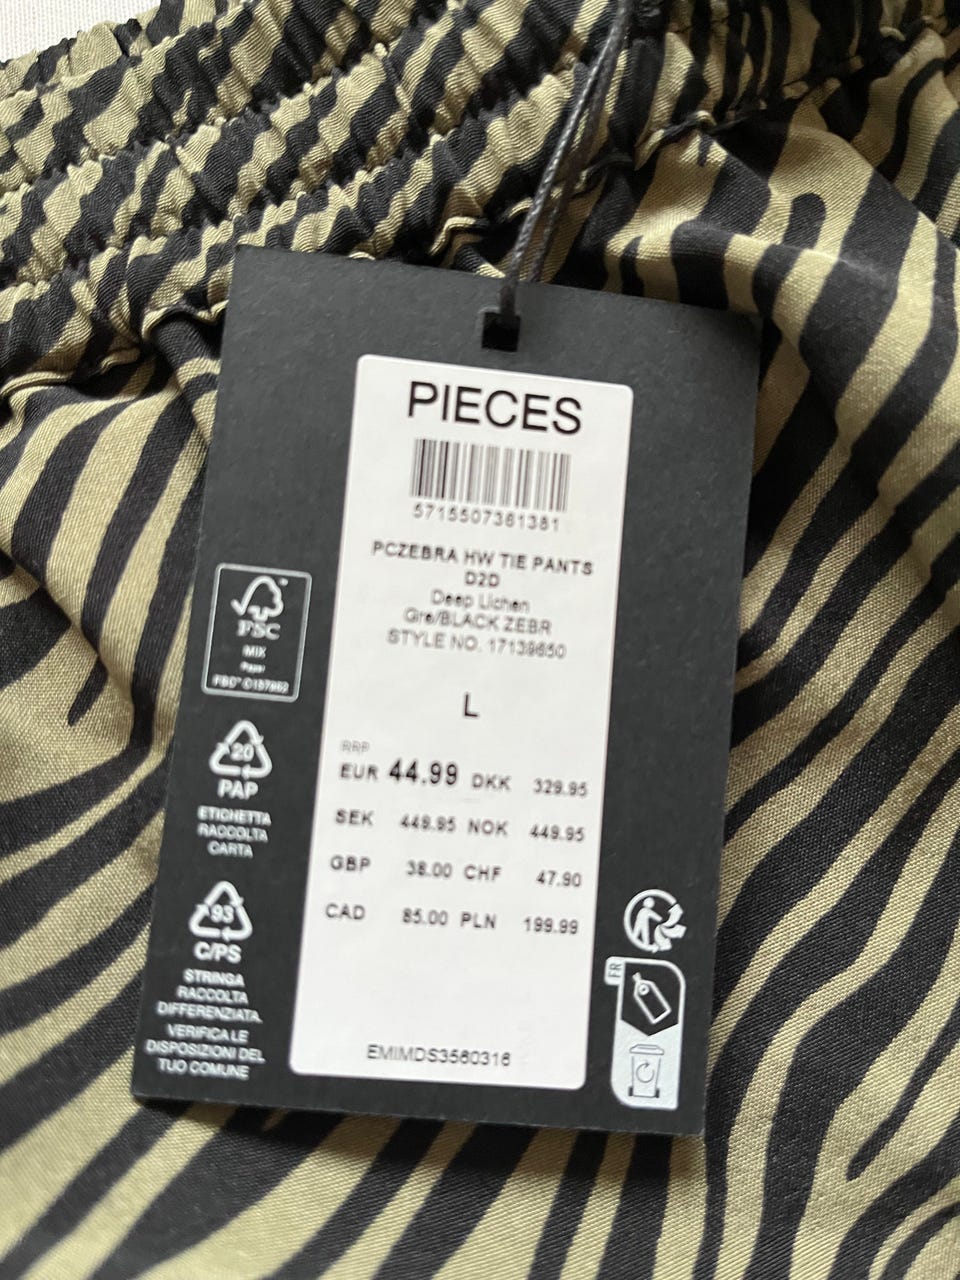 PIECES
5715507361381
PCZEBRA HW TIE PANTS
D2D
Deep Lichen
Gre/BLACK ZEBR
STYLE NO. 17139650
L
RRP
EUR 44.99 DKK 329.95
SEK 449.95 NOK 449.95
GBP 38.00 CHF 47.90
CAD 85.00 PLN 199.99
EMIMDS3560316
FSC
MIX
Paper
FSC™ C157962
20
PAP
ETICHETTA
RACCOLTA
CARTA
93
C/PS
STRINGA
RACCOLTA
DIFFERENZIATA.
VERIFICA LE
DISPOSIZIONI DEL
TUO COMUNE
FR